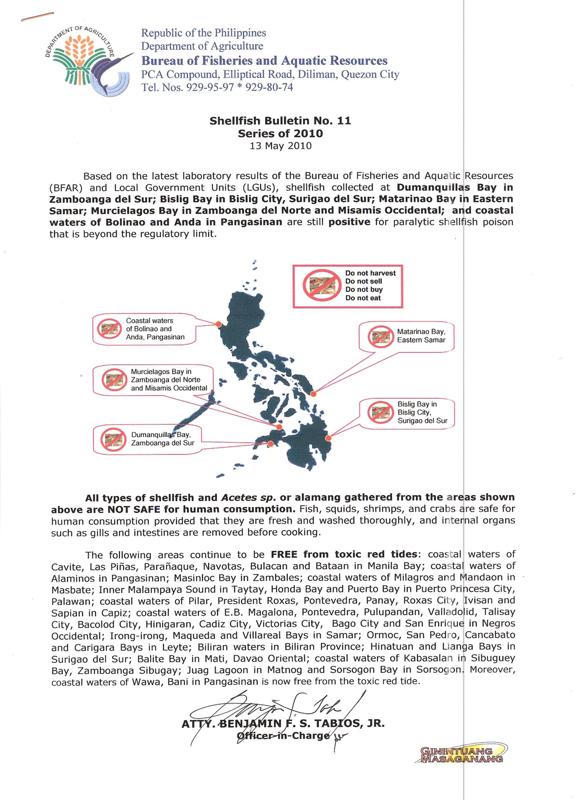 DEPARTMENT OF AGRICULTURE
Republic of the Philippines
Department of Agriculture
Bureau of Fisheries and Aquatic Resources
PCA Compound, Elliptical Road, Diliman, Quezon City
Tel. Nos. 929-95-97 * 929-80-74
Shellfish Bulletin No. 11
Series of 2010
13 May 2010
Based on the latest laboratory results of the Bureau of Fisheries and Aquatic Resources
(BFAR) and Local Government Units (LGUs), shellfish collected at Dumanquillas Bay in
Zamboanga del Sur; Bislig Bay in Bislig City, Surigao del Sur; Matarinao Bay in Eastern
Samar; Murcielagos Bay in Zamboanga del Norte and Misamis Occidental; and coastal
waters of Bolinao and Anda in Pangasinan are still positive for paralytic shellfish poison
that is beyond the regulatory limit.
Do not harvest
Do not sell
Do not buy
Do not eat
Coastal waters
of Bolinao and
Anda, Pangasinan
Matarinao Bay,
Eastern Samar
Murcielagos Bay in
Zamboanga del Norte
and Misamis Occidental
Bislig Bay in
Bislig City,
Surigao del Sur
Dumanquillas Bay,
Zamboanga del Sur
All types of shellfish and Acetes sp. or alamang gathered from the areas shown
above are NOT SAFE for human consumption. Fish, squids, shrimps, and crabs are safe for
human consumption provided that they are fresh and washed thoroughly, and internal organs
such as gills and intestines are removed before cooking.
The following areas continue to be FREE from toxic red tides: coastal waters of
Cavite, Las Piñas, Parañaque, Navotas, Bulacan and Bataan in Manila Bay; coastal waters of
Alaminos in Pangasinan; Masinloc Bay in Zambales; coastal waters of Milagros and Mandaon in
Masbate; Inner Malampaya Sound in Taytay, Honda Bay and Puerto Bay in Puerto Princesa City,
Palawan; coastal waters of Pilar, President Roxas, Pontevedra, Panay, Roxas City, Ivisan and
Sapian in Capiz; coastal waters of E.B. Magalona, Pontevedra, Pulupandan, Valladolid, Talisay
City, Bacolod City, Hinigaran, Cadiz City, Victorias City, Bago City and San Enrique in Negros
Occidental; Irong-irong, Maqueda and Villareal Bays in Samar; Ormoc, San Pedro, Cancabato
and Carigara Bays in Leyte; Biliran waters in Biliran Province; Hinatuan and Lianga Bays in
Surigao del Sur; Balite Bay in Mati, Davao Oriental; coastal waters of Kabasalan in Sibuguey
Bay, Zamboanga Sibugay; Juag Lagoon in Matnog and Sorsogon Bay in Sorsogon. Moreover,
coastal waters of Wawa, Bani in Pangasinan is now free from the toxic red tide.
ATTY. BENJAMIN F. S. TABIOS, JR.
Officer-in-Charge
GININTUANG
MASAGANANG